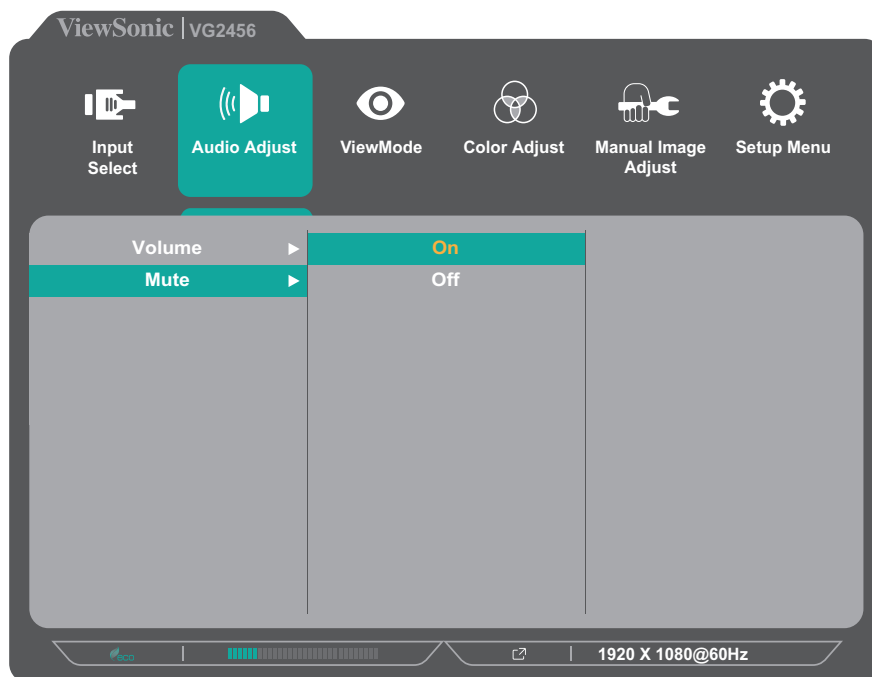 ViewSonic | VG2456
Input
Select
Audio Adjust
ViewMode
Color Adjust
Manual Image
Adjust
Setup Menu
Volume
On
Mute
Off
eco
1920 X 1080@60Hz